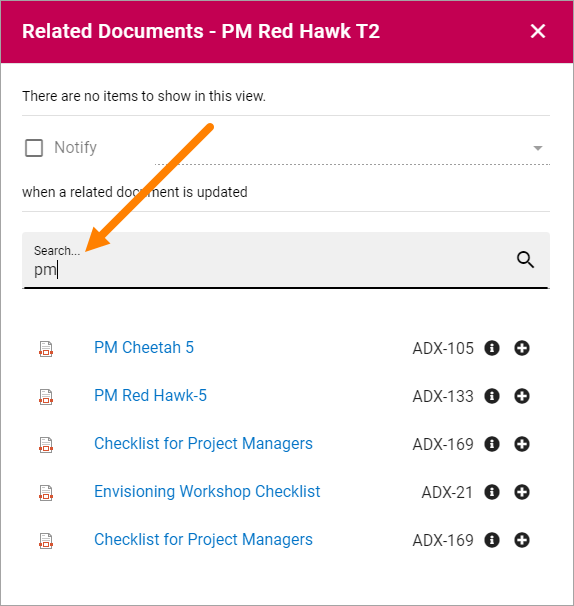 Related Documents - PM Red Hawk T2
There are no items to show in this view.
Notify
when a related document is updated
Search...
pm
PM Cheetah 5 ADX-105
PM Red Hawk-5 ADX-133
Checklist for Project Managers ADX-169
Envisioning Workshop Checklist ADX-21
Checklist for Project Managers ADX-169